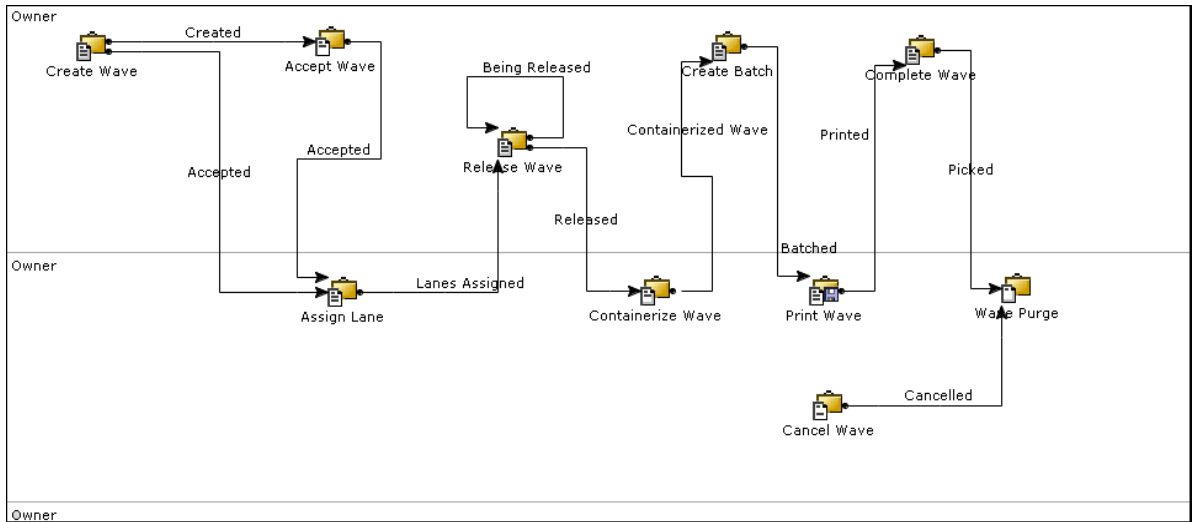 Owner
Created
Create Wave
Accept Wave
Being Released
Create Batch
Complete Wave
Containerized Wave
Printed
Accepted
Accepted
Release Wave
Picked
Released
Batched
Owner
Lanes Assigned
Assign Lane
Containerize Wave
Print Wave
Wave Purge
Cancelled
Cancel Wave
Owner